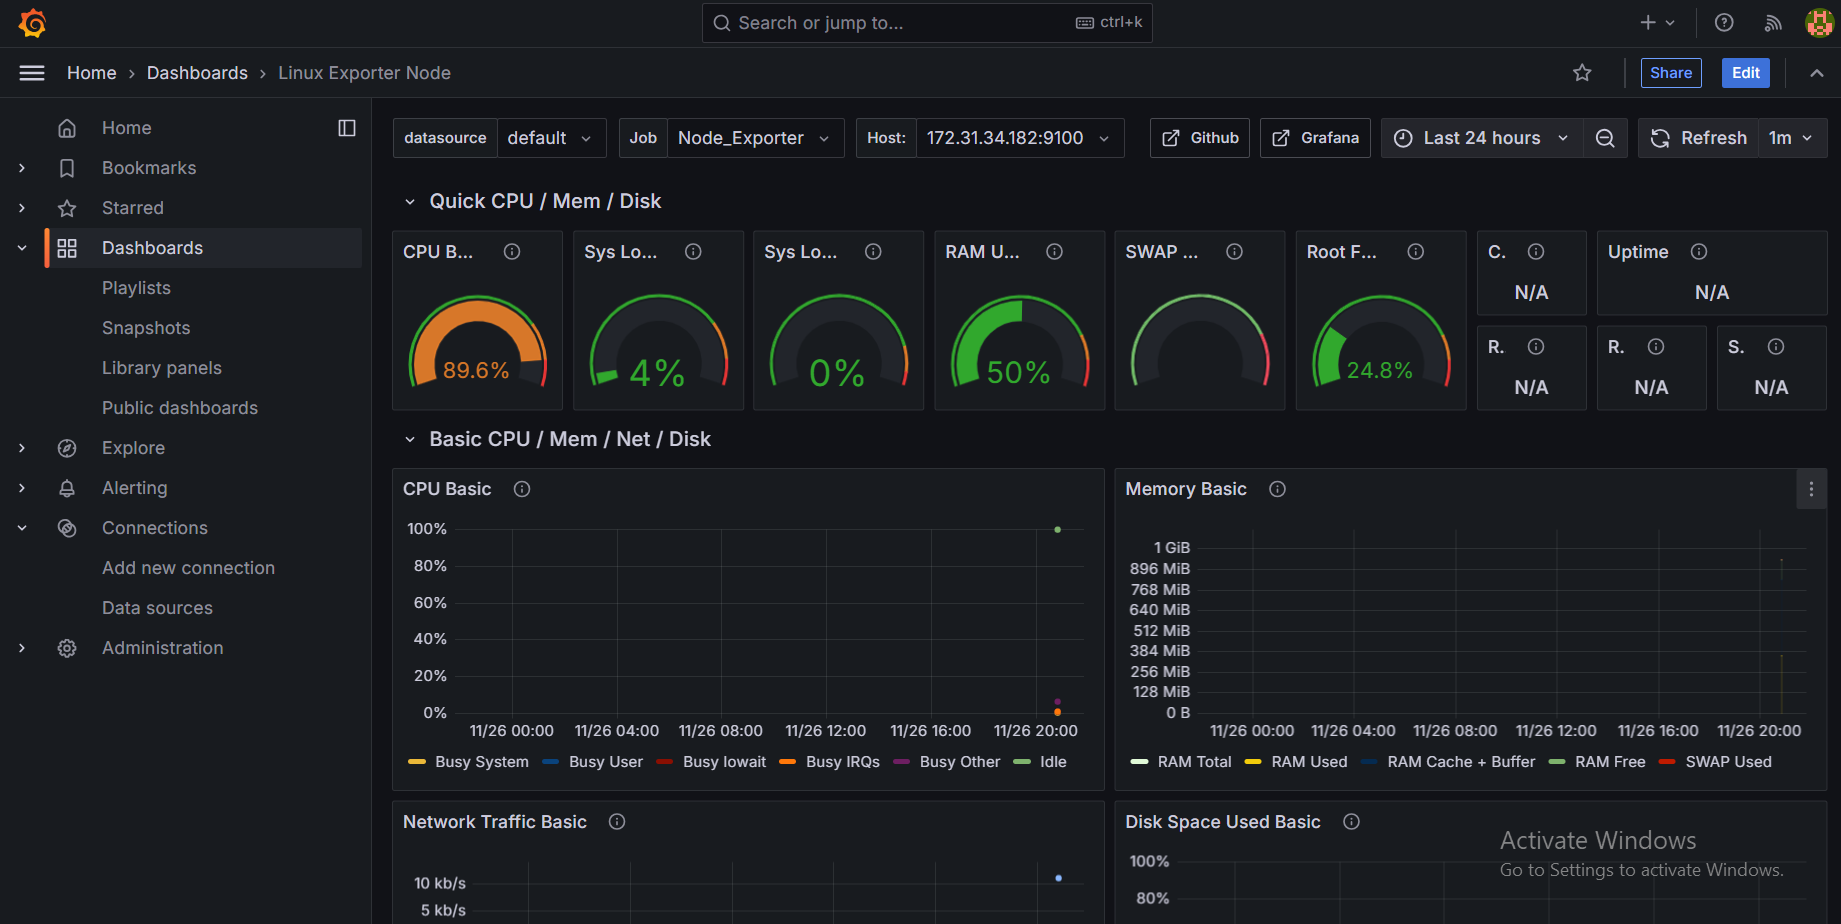 Search or jump to... ctrl+k
Home › Dashboards › Linux Exporter Node
Share
Edit
Home
Bookmarks
Starred
Dashboards
Playlists
Snapshots
Library panels
Public dashboards
Explore
Alerting
Connections
Add new connection
Data sources
Administration
datasource default Job Node_Exporter Host: 172.31.34.182:9100 Github Grafana Last 24 hours Refresh 1m
Quick CPU / Mem / Disk
CPU B...
89.6%
Sys Lo...
4%
Sys Lo...
0%
RAM U...
50%
SWAP ...
Root F...
24.8%
C.
N/A
Uptime
N/A
R.
N/A
R.
N/A
S.
N/A
Basic CPU / Mem / Net / Disk
CPU Basic
100%
80%
60%
40%
20%
0%
11/26 00:00 11/26 04:00 11/26 08:00 11/26 12:00 11/26 16:00 11/26 20:00
Busy System Busy User Busy Iowait Busy IRQs Busy Other Idle
Memory Basic
1 GiB
896 MiB
768 MiB
640 MiB
512 MiB
384 MiB
256 MiB
128 MiB
0 B
11/26 00:00 11/26 04:00 11/26 08:00 11/26 12:00 11/26 16:00 11/26 20:00
RAM Total RAM Used RAM Cache + Buffer RAM Free SWAP Used
Network Traffic Basic
10 kb/s
5 kb/s
Disk Space Used Basic
100%
80%
Activate Windows
Go to Settings to activate Windows.